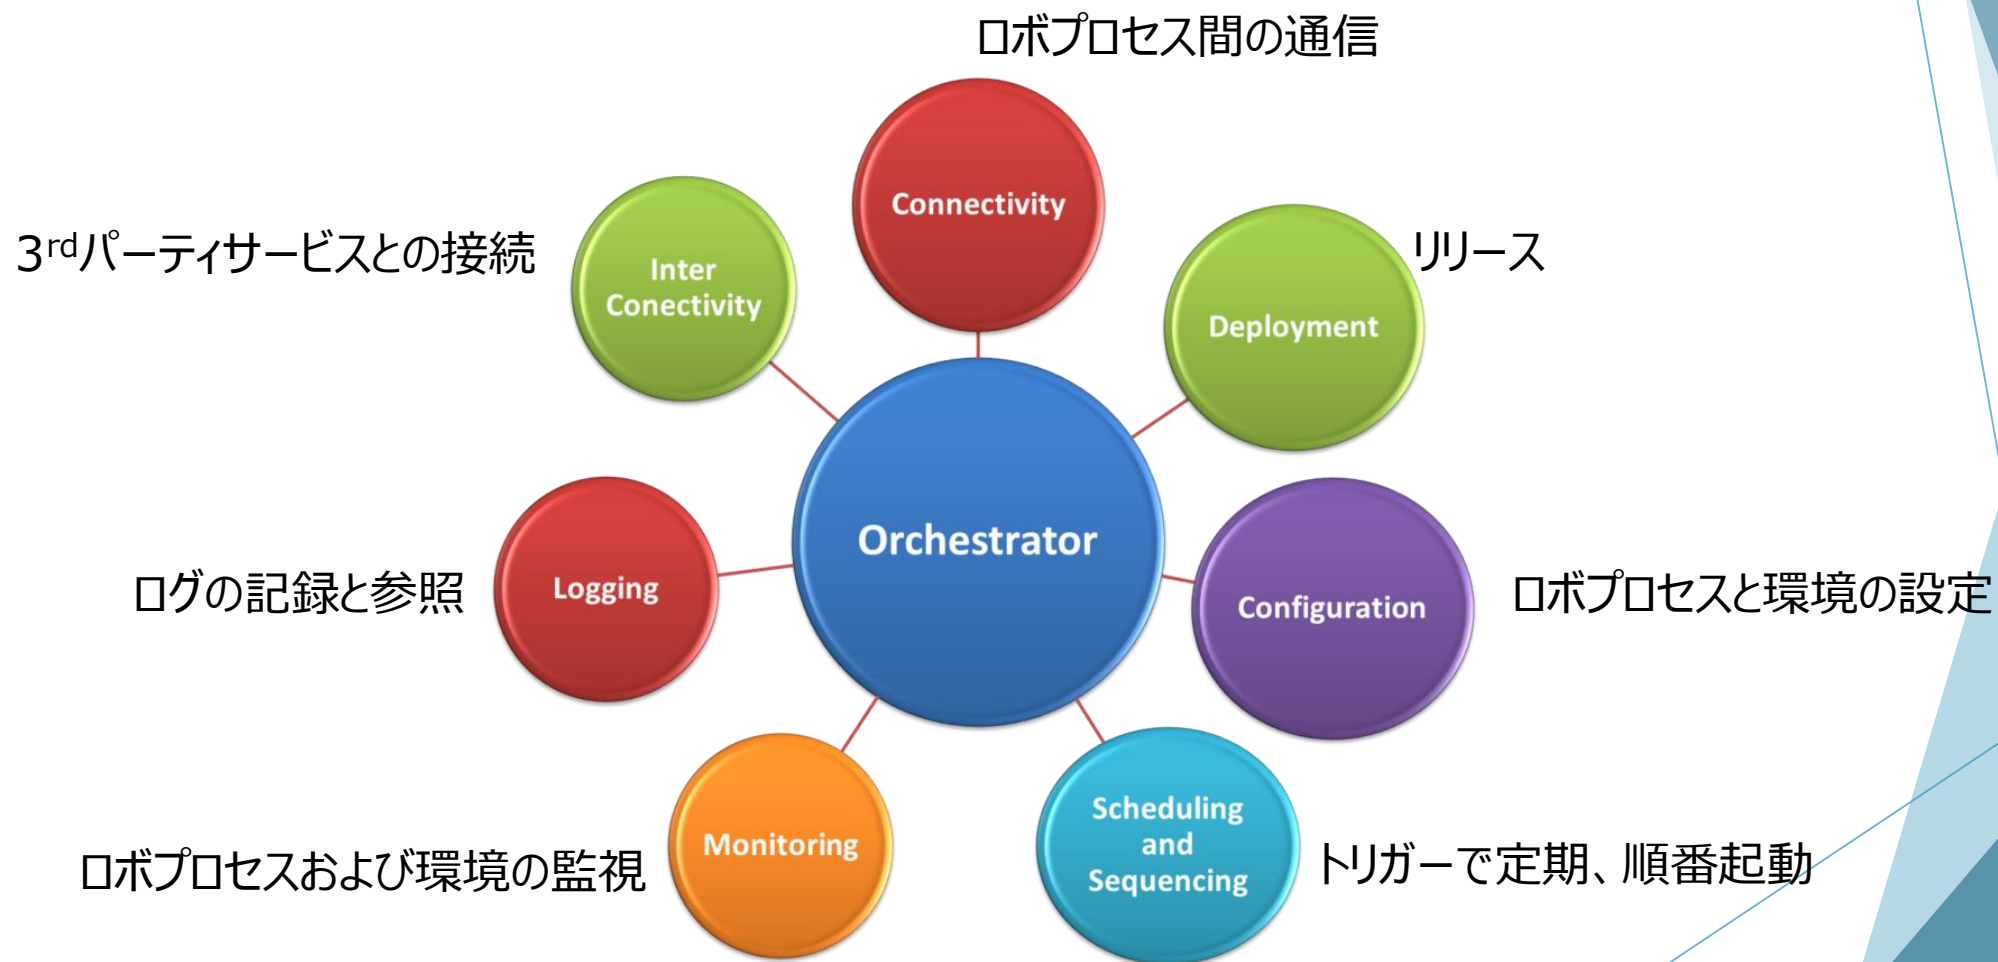 ロボプロセス間の通信
Connectivity
3rdパーティサービスとの接続
Inter
Conectivity
リリース
Deployment
Orchestrator
ログの記録と参照
Logging
Configuration
ロボプロセスと環境の設定
ロボプロセスおよび環境の監視
Monitoring
Scheduling
and
Sequencing
トリガーで定期、順番起動